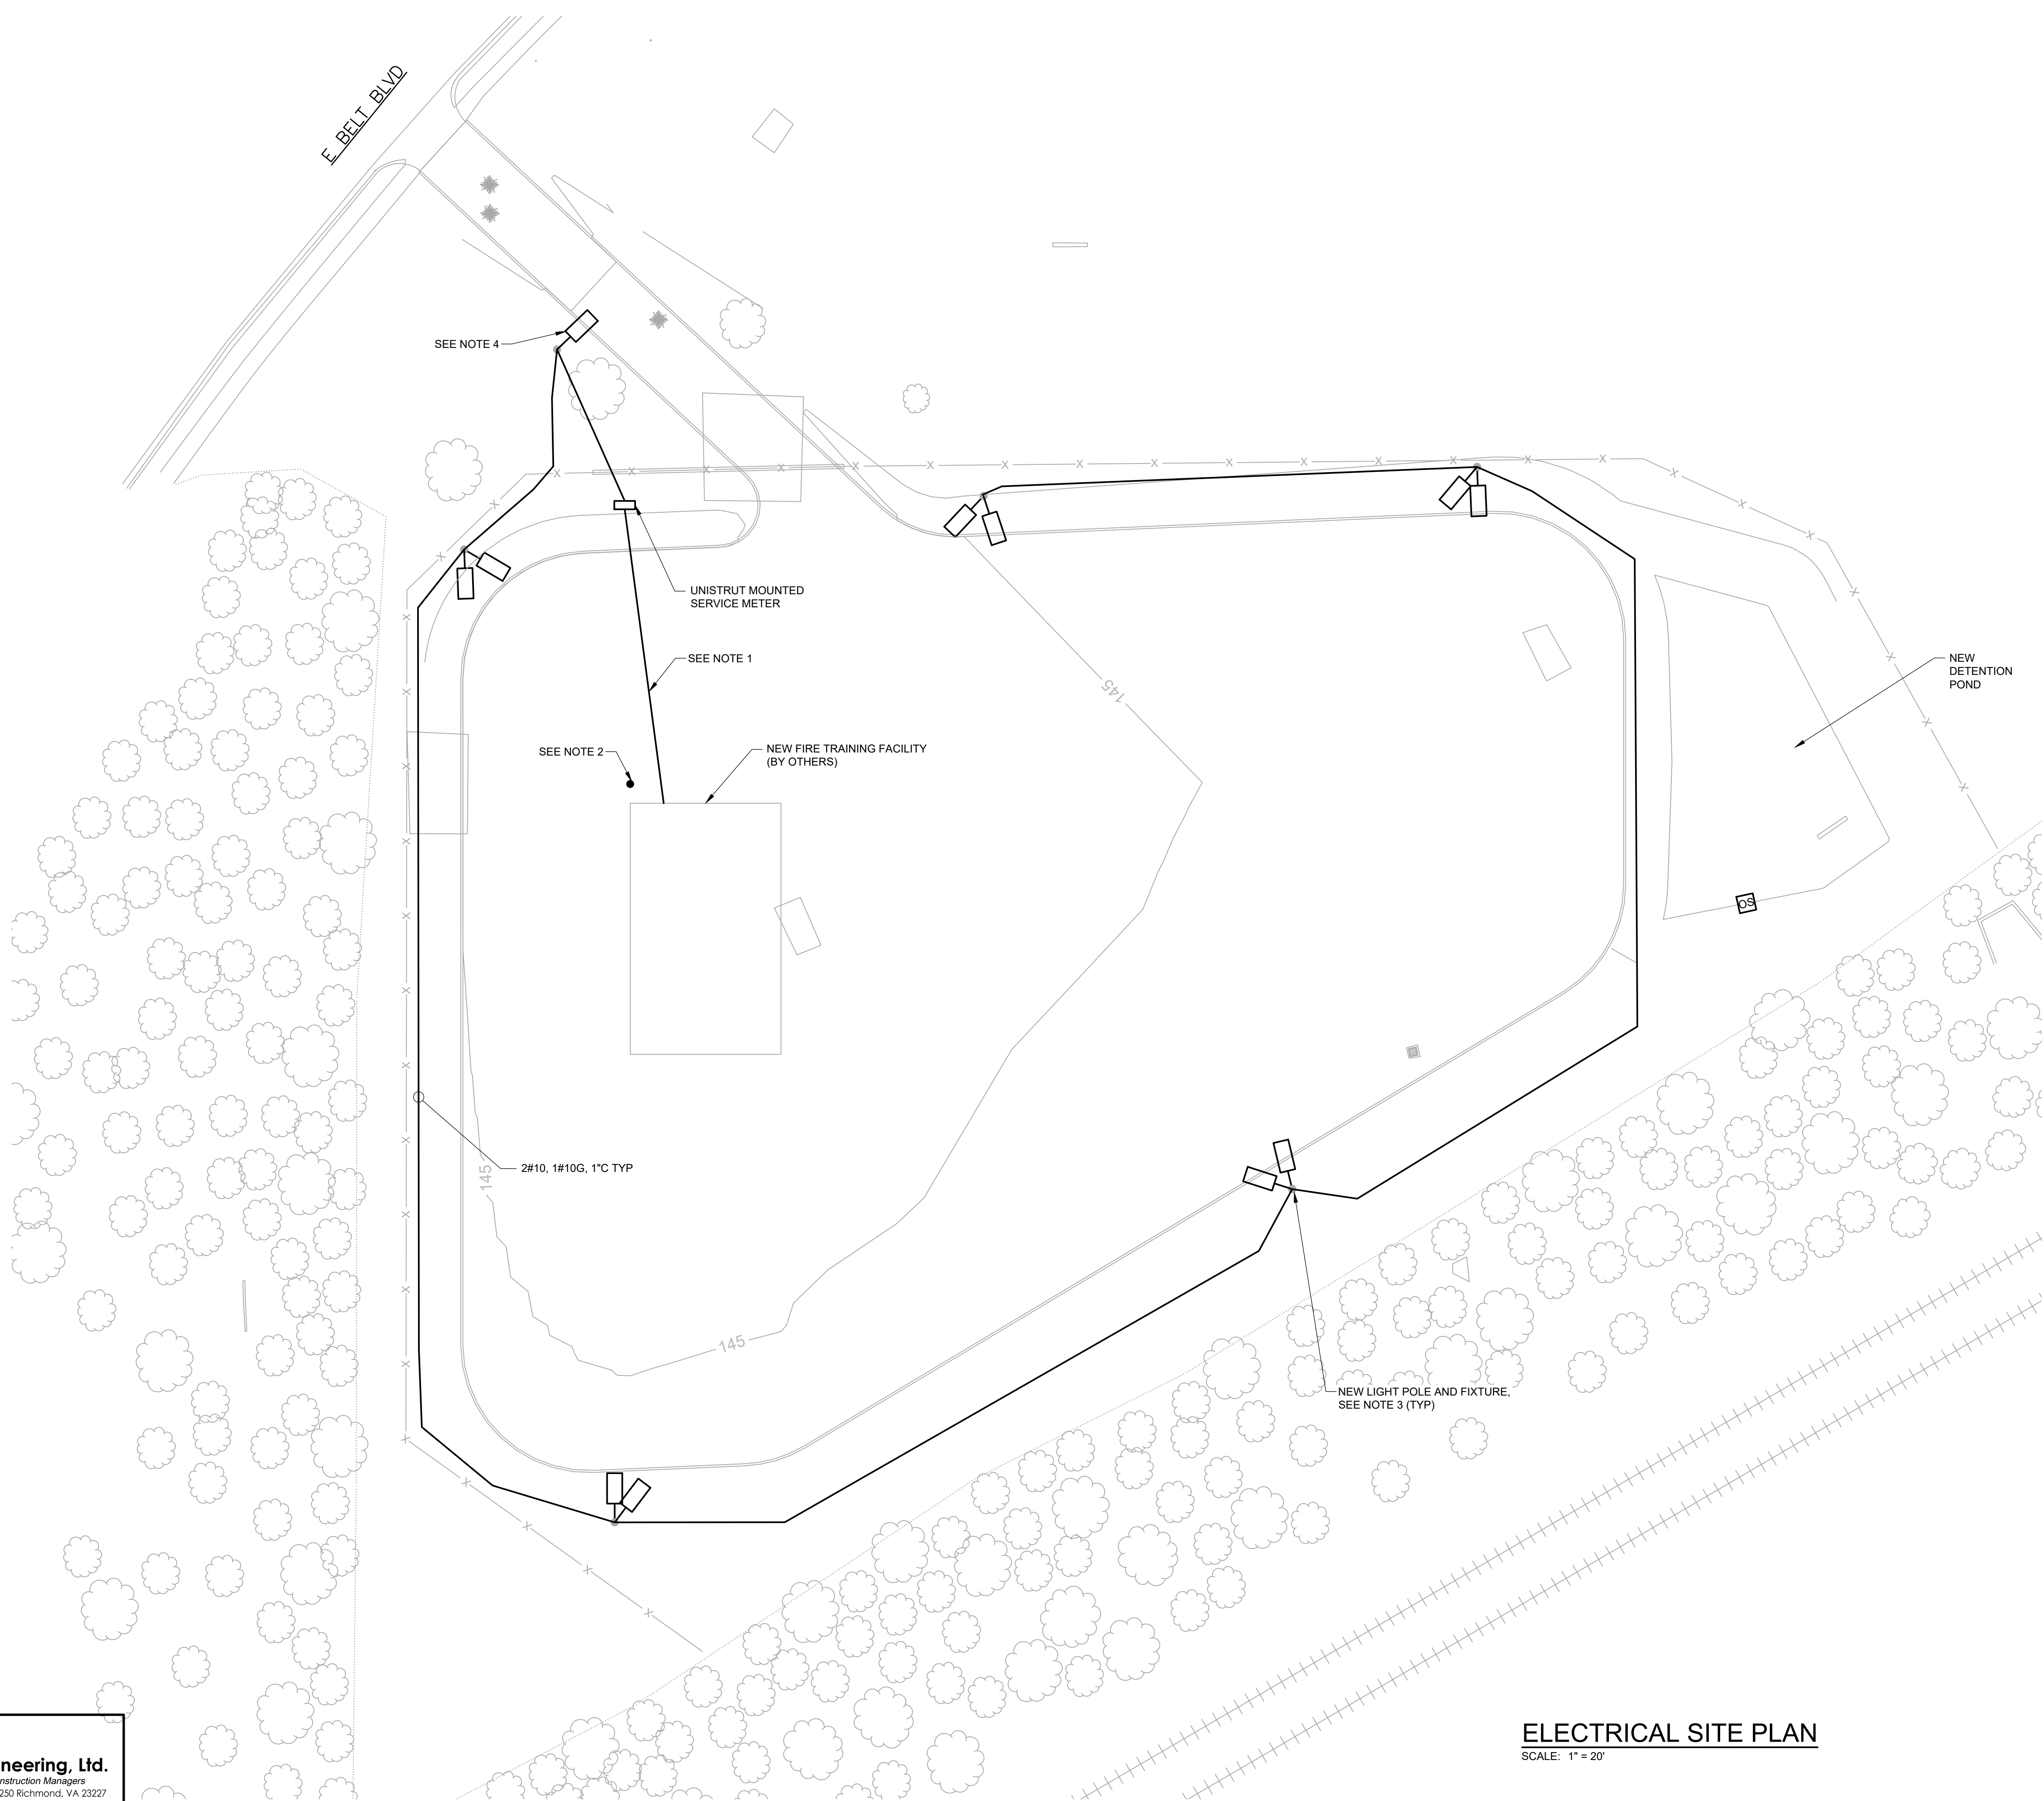 E BELT BLVD
SEE NOTE 4
UNISTRUT MOUNTED
SERVICE METER
SEE NOTE 1
SEE NOTE 2
NEW FIRE TRAINING FACILITY
(BY OTHERS)
145
NEW
DETENTION
POND
OS
2#10, 1#10G, 1"C TYP
145
145
NEW LIGHT POLE AND FIXTURE,
SEE NOTE 3 (TYP)
ELECTRICAL SITE PLAN
SCALE: 1" = 20'
neering, Ltd.
nstruction Managers
250 Richmond, VA 23227